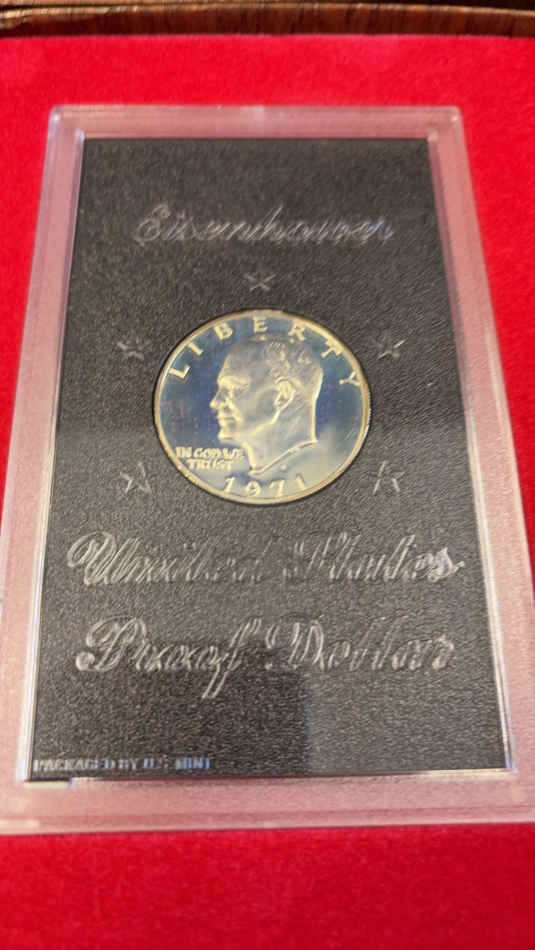 Eisenhower
LIBERTY
IN GOD WE
TRUST
1971
United States
Proof Dollar
PACKAGED BY U.S. MINT